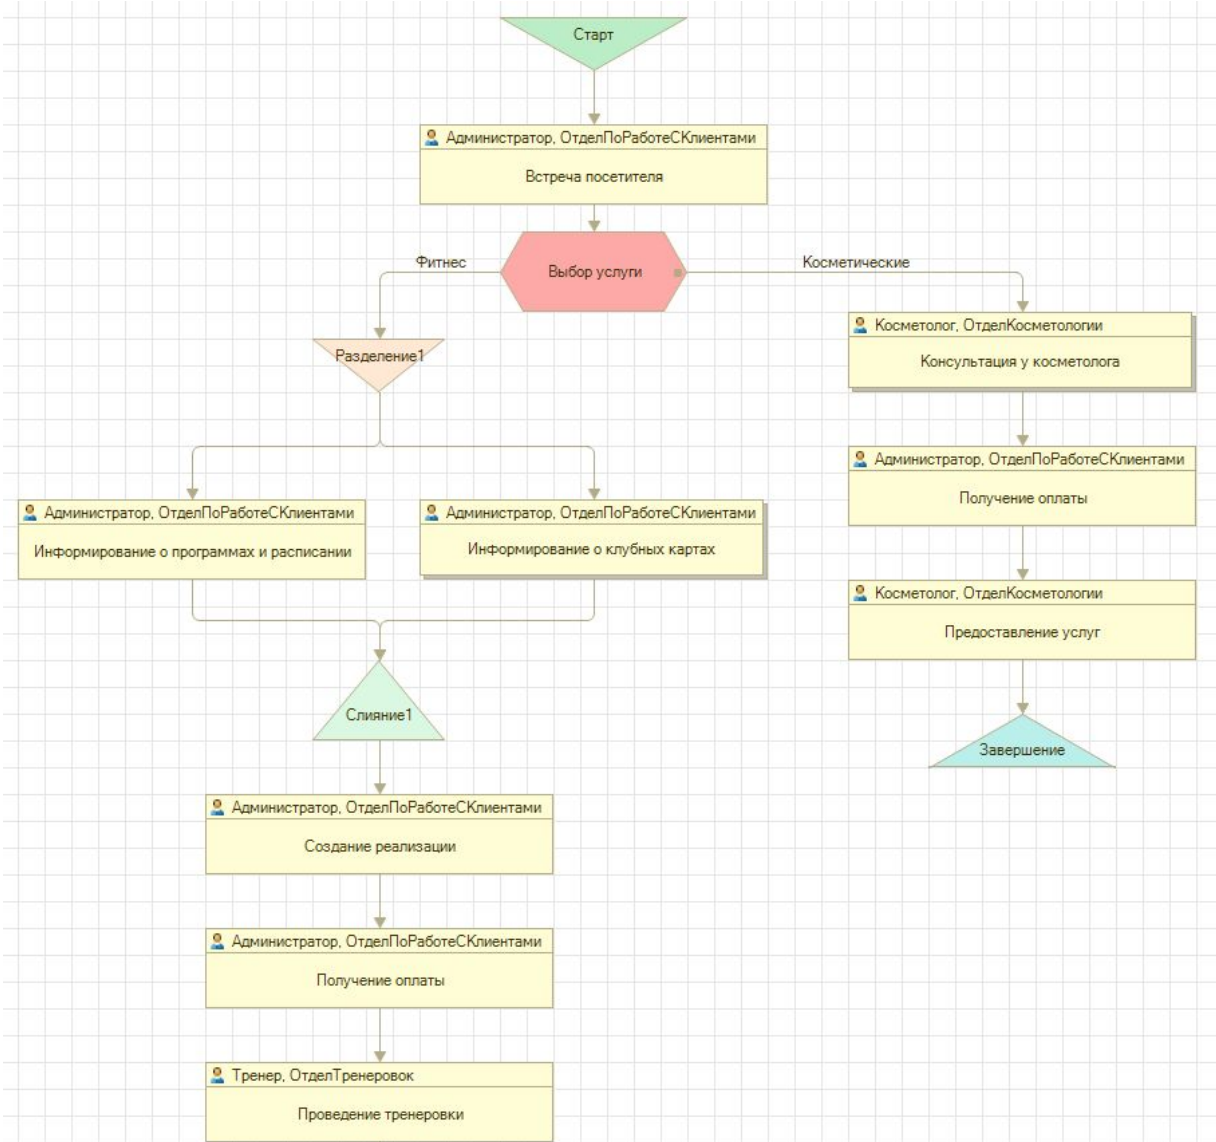 Старт
Администратор, ОтделПоРаботеСКлиентами
Встреча посетителя
Выбор услуги
Фитнес
Косметические
Разделение1
Косметолог, ОтделКосметологии
Консультация у косметолога
Администратор, ОтделПоРаботеСКлиентами
Получение оплаты
Администратор, ОтделПоРаботеСКлиентами
Информирование о программах и расписании
Администратор, ОтделПоРаботеСКлиентами
Информирование о клубных картах
Косметолог, ОтделКосметологии
Предоставление услуг
Слияние1
Завершение
Администратор, ОтделПоРаботеСКлиентами
Создание реализации
Администратор, ОтделПоРаботеСКлиентами
Получение оплаты
Тренер, ОтделТренеровок
Проведение тренеровки